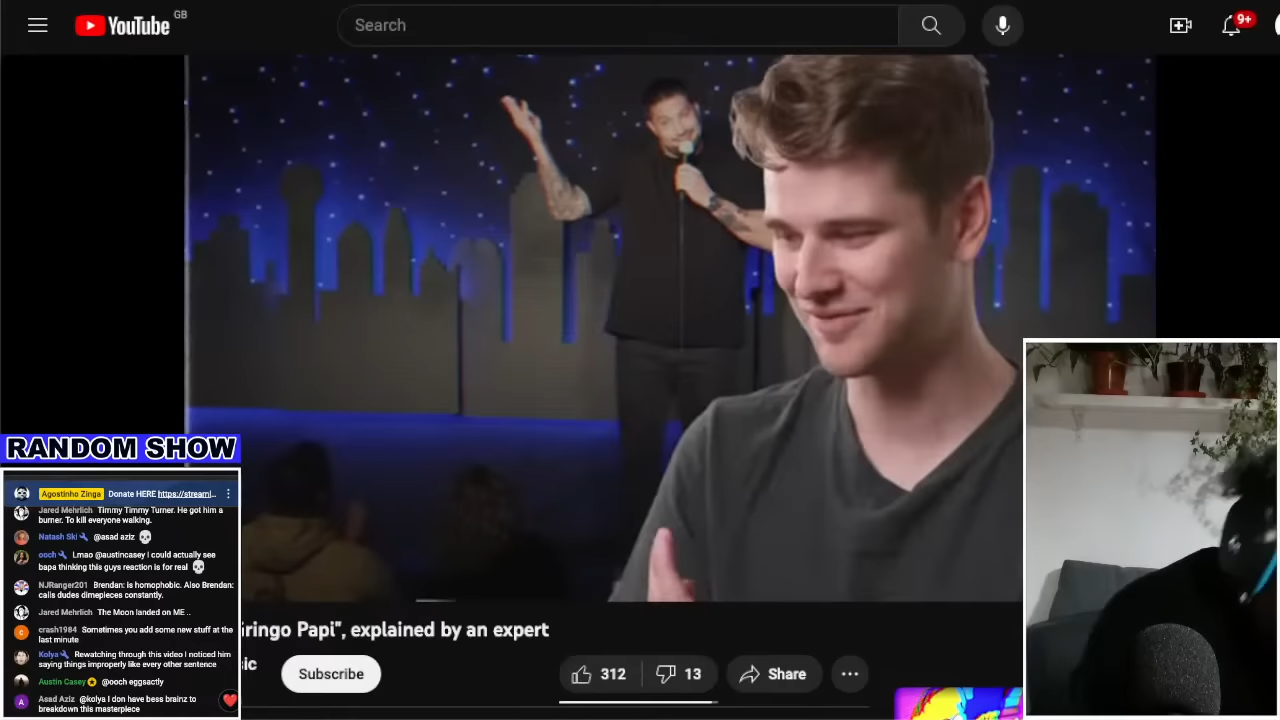 YouTube GB
Search
9+
RANDOM SHOW
Agostinho Zinga Donate HERE https://streaml...
Jared Mehrlich Timmy Timmy Turner. He got him a
burner. To kill everyone walking.
Natash Ski @asad aziz
ooch Lmao @austincasey I could actually see
bapa thinking this guys reaction is for real
NJRanger201 Brendan: Is homophobic. Also Brendan:
calls dudes dimepieces constantly.
Jared Mehrlich The Moon landed on ME ..
crash1984 Sometimes you add some new stuff at the
last minute
Kolya Rewatching through this video I noticed him
saying things improperly like every other sentence
Austin Casey @ooch eggsactly
Asad Aziz @kolya I don have bess brainz to
breakdown this masterpiece
ringo Papi", explained by an expert
sic
Subscribe
312
13
Share